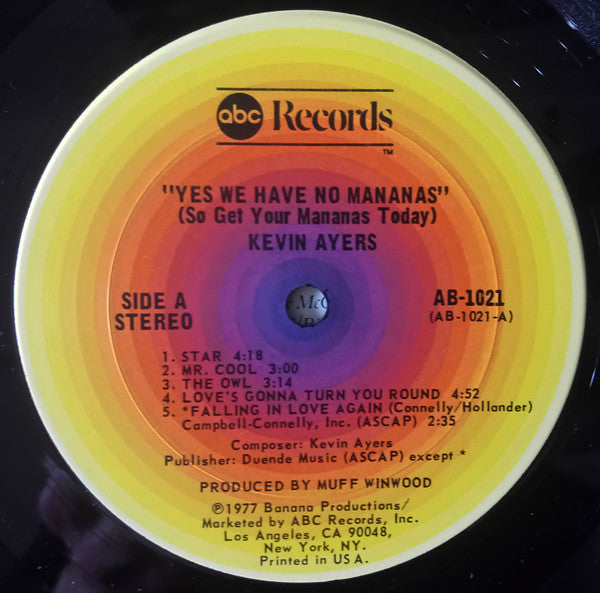 abc Records
TM
"YES WE HAVE NO MANANAS"
(So Get Your Mananas Today)
KEVIN AYERS
SIDE A
STEREO
AB-1021
(AB-1021-A)
1. STAR 4:18
2. MR. COOL 3:00
3. THE OWL 3:14
4. LOVE'S GONNA TURN YOU ROUND 4:52
5. *FALLING IN LOVE AGAIN (Connelly/Hollander)
Campbell-Connelly, Inc. (ASCAP) 2:35
Composer: Kevin Ayers
Publisher: Duende Music (ASCAP) except *
PRODUCED BY MUFF WINWOOD
℗1977 Banana Productions/
Marketed by ABC Records, Inc.
Los Angeles, CA 90048,
New York, NY.
Printed in USA.